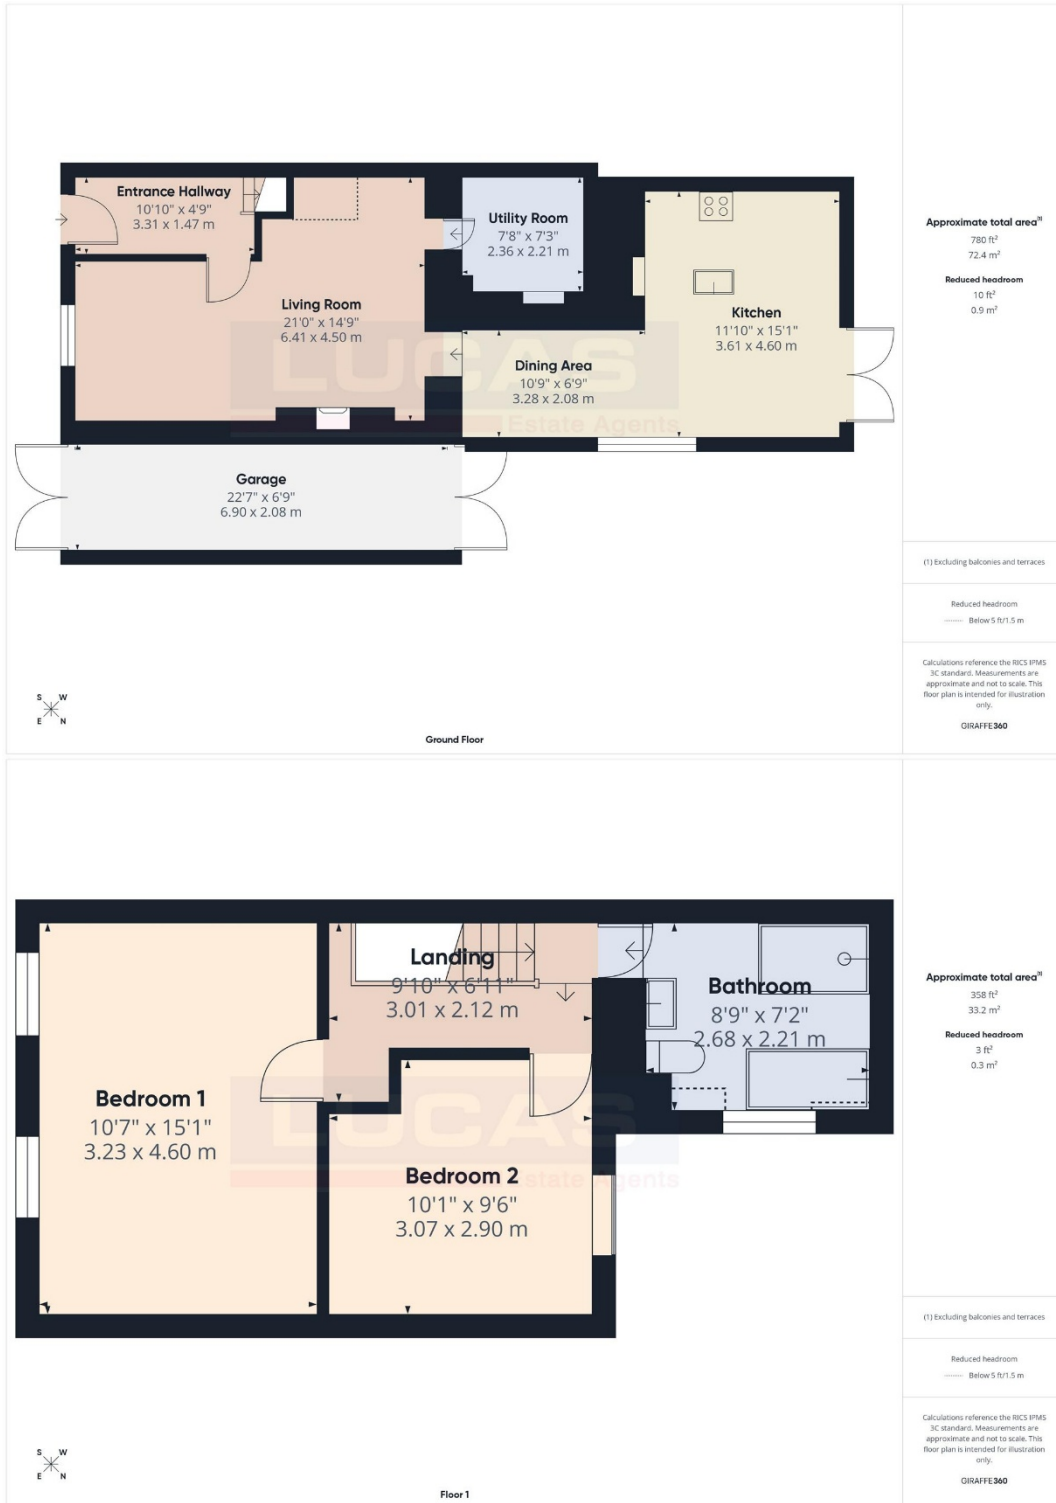 Entrance Hallway
10'10" x 4'9"
3.31 x 1.47 m
Utility Room
7'8" x 7'3"
2.36 x 2.21 m
Living Room
21'0" x 14'9"
6.41 x 4.50 m
Kitchen
11'10" x 15'1"
3.61 x 4.60 m
Dining Area
10'9" x 6'9"
3.28 x 2.08 m
LUCAS
Estate Agents
Garage
22'7" x 6'9"
6.90 x 2.08 m
S W
E N
Ground Floor
Approximate total area(1)
780 ft²
72.4 m²
Reduced headroom
10 ft²
0.9 m²
(1) Excluding balconies and terraces
Reduced headroom
Below 5 ft/1.5 m
Calculations reference the RICS IPMS
3C standard. Measurements are
approximate and not to scale. This
floor plan is intended for illustration
only.
GIRAFFE360
Landing
9'10" x 6'11"
3.01 x 2.12 m
Bathroom
8'9" x 7'2"
2.68 x 2.21 m
Bedroom 1
10'7" x 15'1"
3.23 x 4.60 m
LUCAS
Estate Agents
Bedroom 2
10'1" x 9'6"
3.07 x 2.90 m
S W
E N
Floor 1
Approximate total area(1)
358 ft²
33.2 m²
Reduced headroom
3 ft²
0.3 m²
(1) Excluding balconies and terraces
Reduced headroom
Below 5 ft/1.5 m
Calculations reference the RICS IPMS
3C standard. Measurements are
approximate and not to scale. This
floor plan is intended for illustration
only.
GIRAFFE360